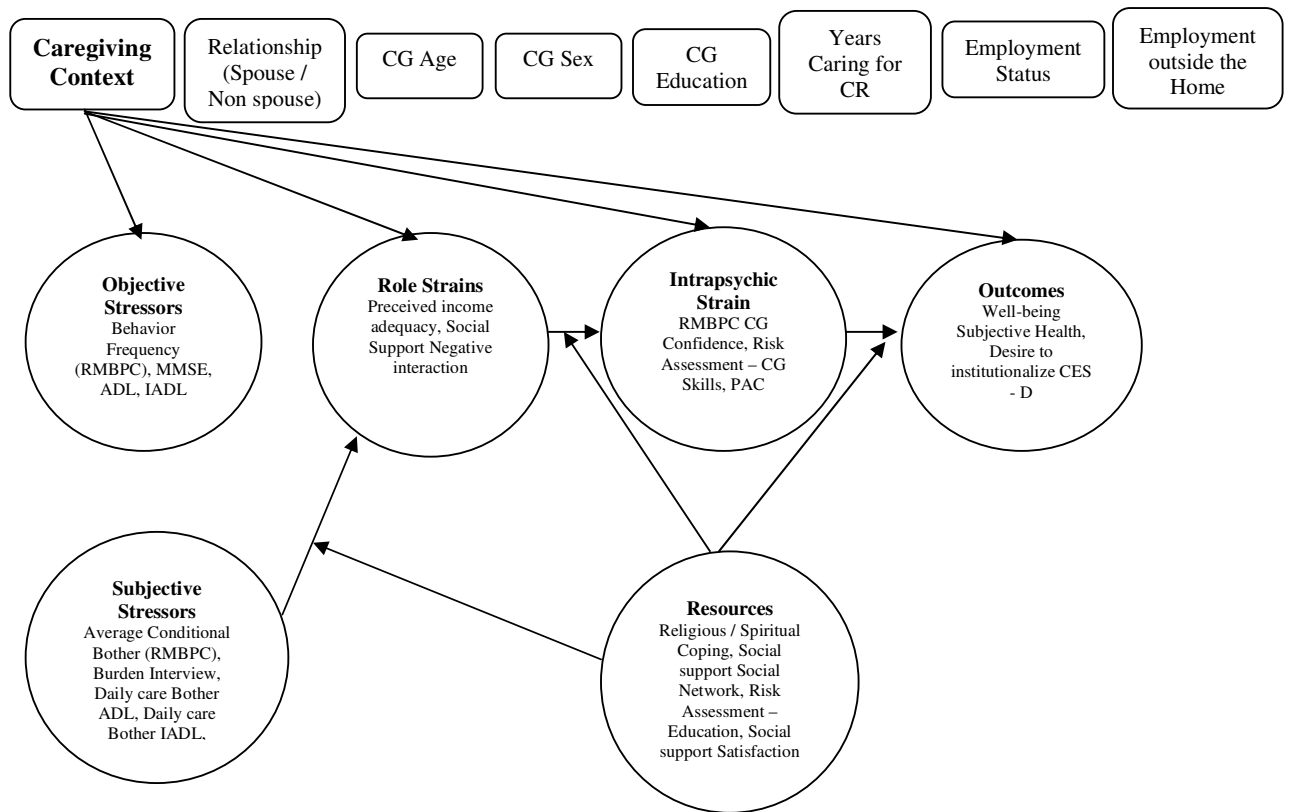 Caregiving
Context
Relationship
(Spouse /
Non spouse)
CG Age
CG Sex
CG
Education
Years
Caring for
CR
Employment
Status
Employment
outside the
Home
Objective
Stressors
Behavior
Frequency
(RMBPC), MMSE,
ADL, IADL
Role Strains
Preceived income
adequacy, Social
Support Negative
interaction
Intrapsychic
Strain
RMBPC CG
Confidence, Risk
Assessment – CG
Skills, PAC
Outcomes
Well-being
Subjective Health,
Desire to
institutionalize CES
- D
Subjective
Stressors
Average Conditional
Bother (RMBPC),
Burden Interview,
Daily care Bother
ADL, Daily care
Bother IADL,
Resources
Religious / Spiritual
Coping, Social
support Social
Network, Risk
Assessment –
Education, Social
support Satisfaction